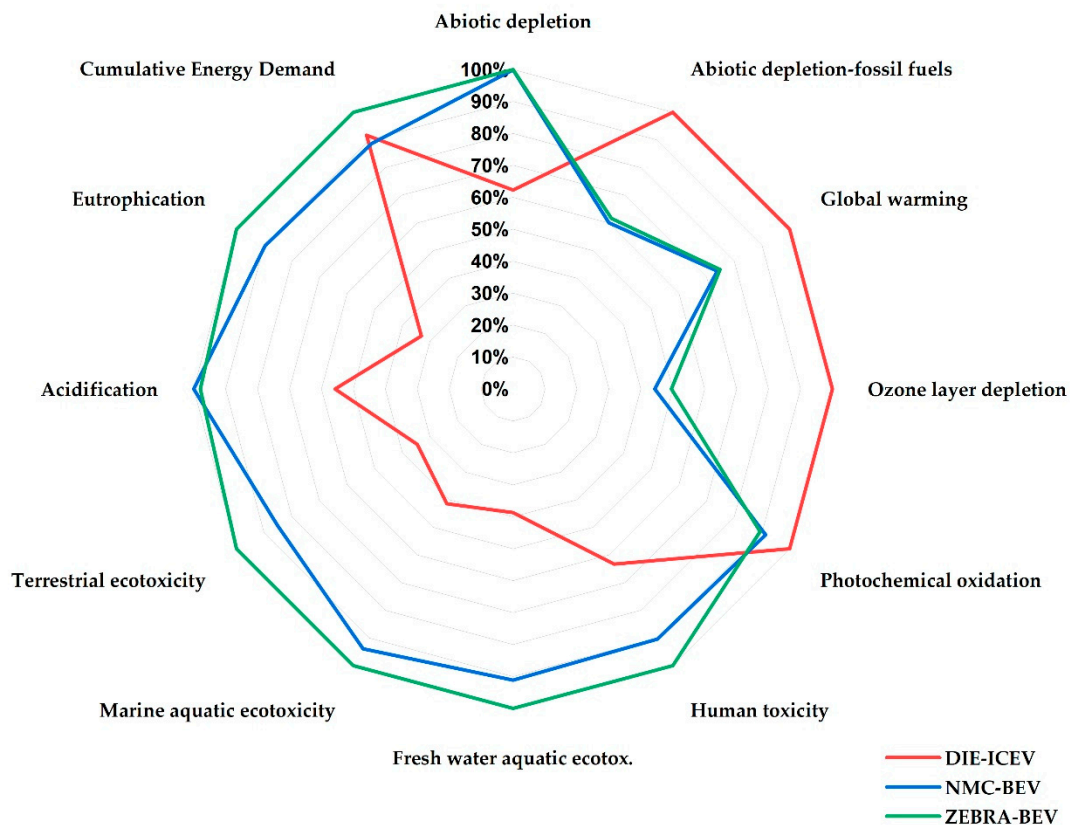 Abiotic depletion
Cumulative Energy Demand
Abiotic depletion-fossil fuels
100%
90%
80%
70%
60%
50%
40%
30%
20%
10%
0%
Eutrophication
Global warming
Acidification
Ozone layer depletion
Terrestrial ecotoxicity
Photochemical oxidation
Marine aquatic ecotoxicity
Human toxicity
Fresh water aquatic ecotox.
DIE-ICEV
NMC-BEV
ZEBRA-BEV